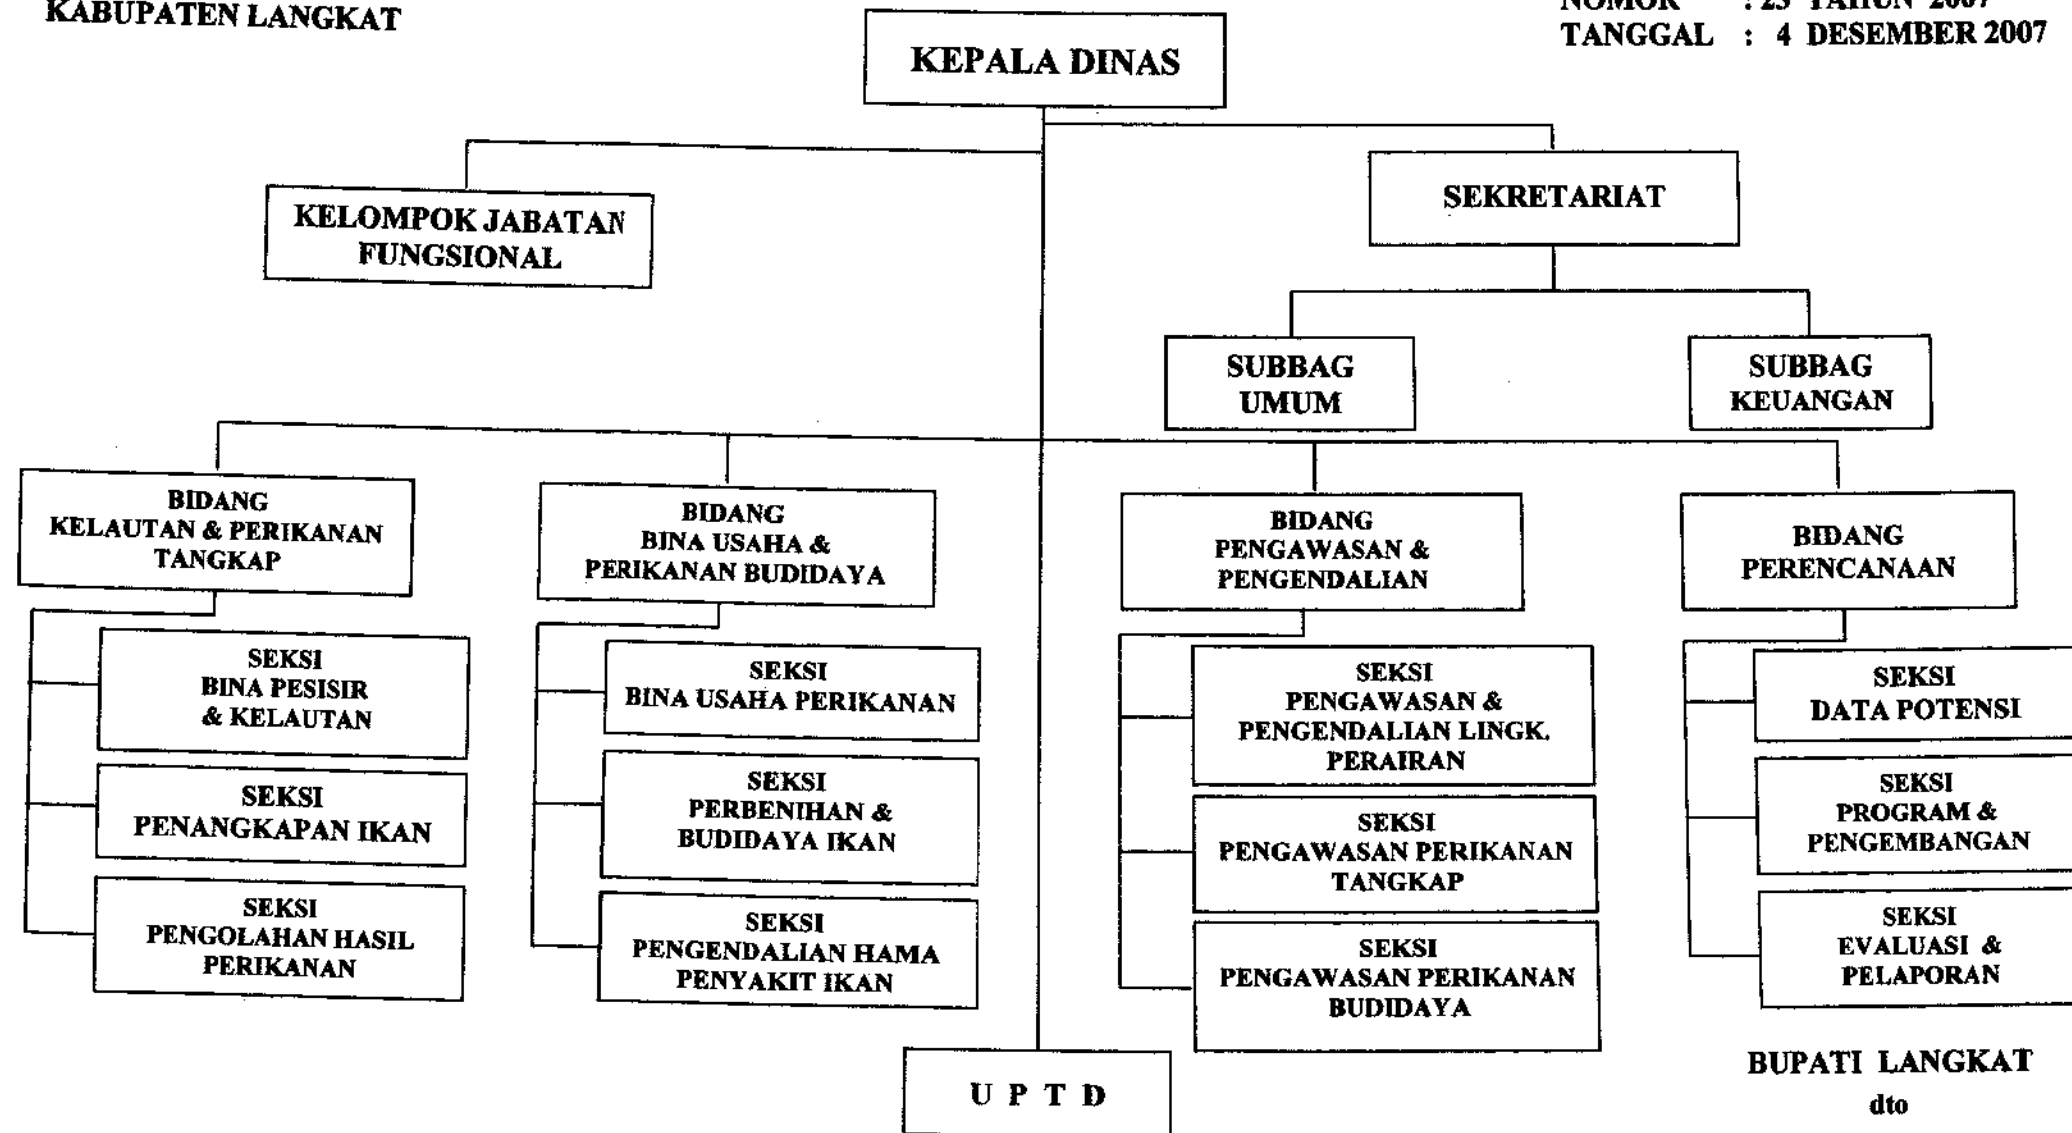 KABUPATEN LANGKAT
NOMOR : 23 TAHUN 2007
TANGGAL : 4 DESEMBER 2007
KEPALA DINAS
KELOMPOK JABATAN
FUNGSIONAL
SEKRETARIAT
SUBBAG
UMUM
SUBBAG
KEUANGAN
BIDANG
KELAUTAN & PERIKANAN
TANGKAP
SEKSI
BINA PESISIR
& KELAUTAN
SEKSI
PENANGKAPAN IKAN
SEKSI
PENGOLAHAN HASIL
PERIKANAN
BIDANG
BINA USAHA &
PERIKANAN BUDIDAYA
SEKSI
BINA USAHA PERIKANAN
SEKSI
PERBENIHAN &
BUDIDAYA IKAN
SEKSI
PENGENDALIAN HAMA
PENYAKIT IKAN
BIDANG
PENGAWASAN &
PENGENDALIAN
SEKSI
PENGAWASAN &
PENGENDALIAN LINGK.
PERAIRAN
SEKSI
PENGAWASAN PERIKANAN
TANGKAP
SEKSI
PENGAWASAN PERIKANAN
BUDIDAYA
BIDANG
PERENCANAAN
SEKSI
DATA POTENSI
SEKSI
PROGRAM &
PENGEMBANGAN
SEKSI
EVALUASI &
PELAPORAN
U P T D
BUPATI LANGKAT
dto